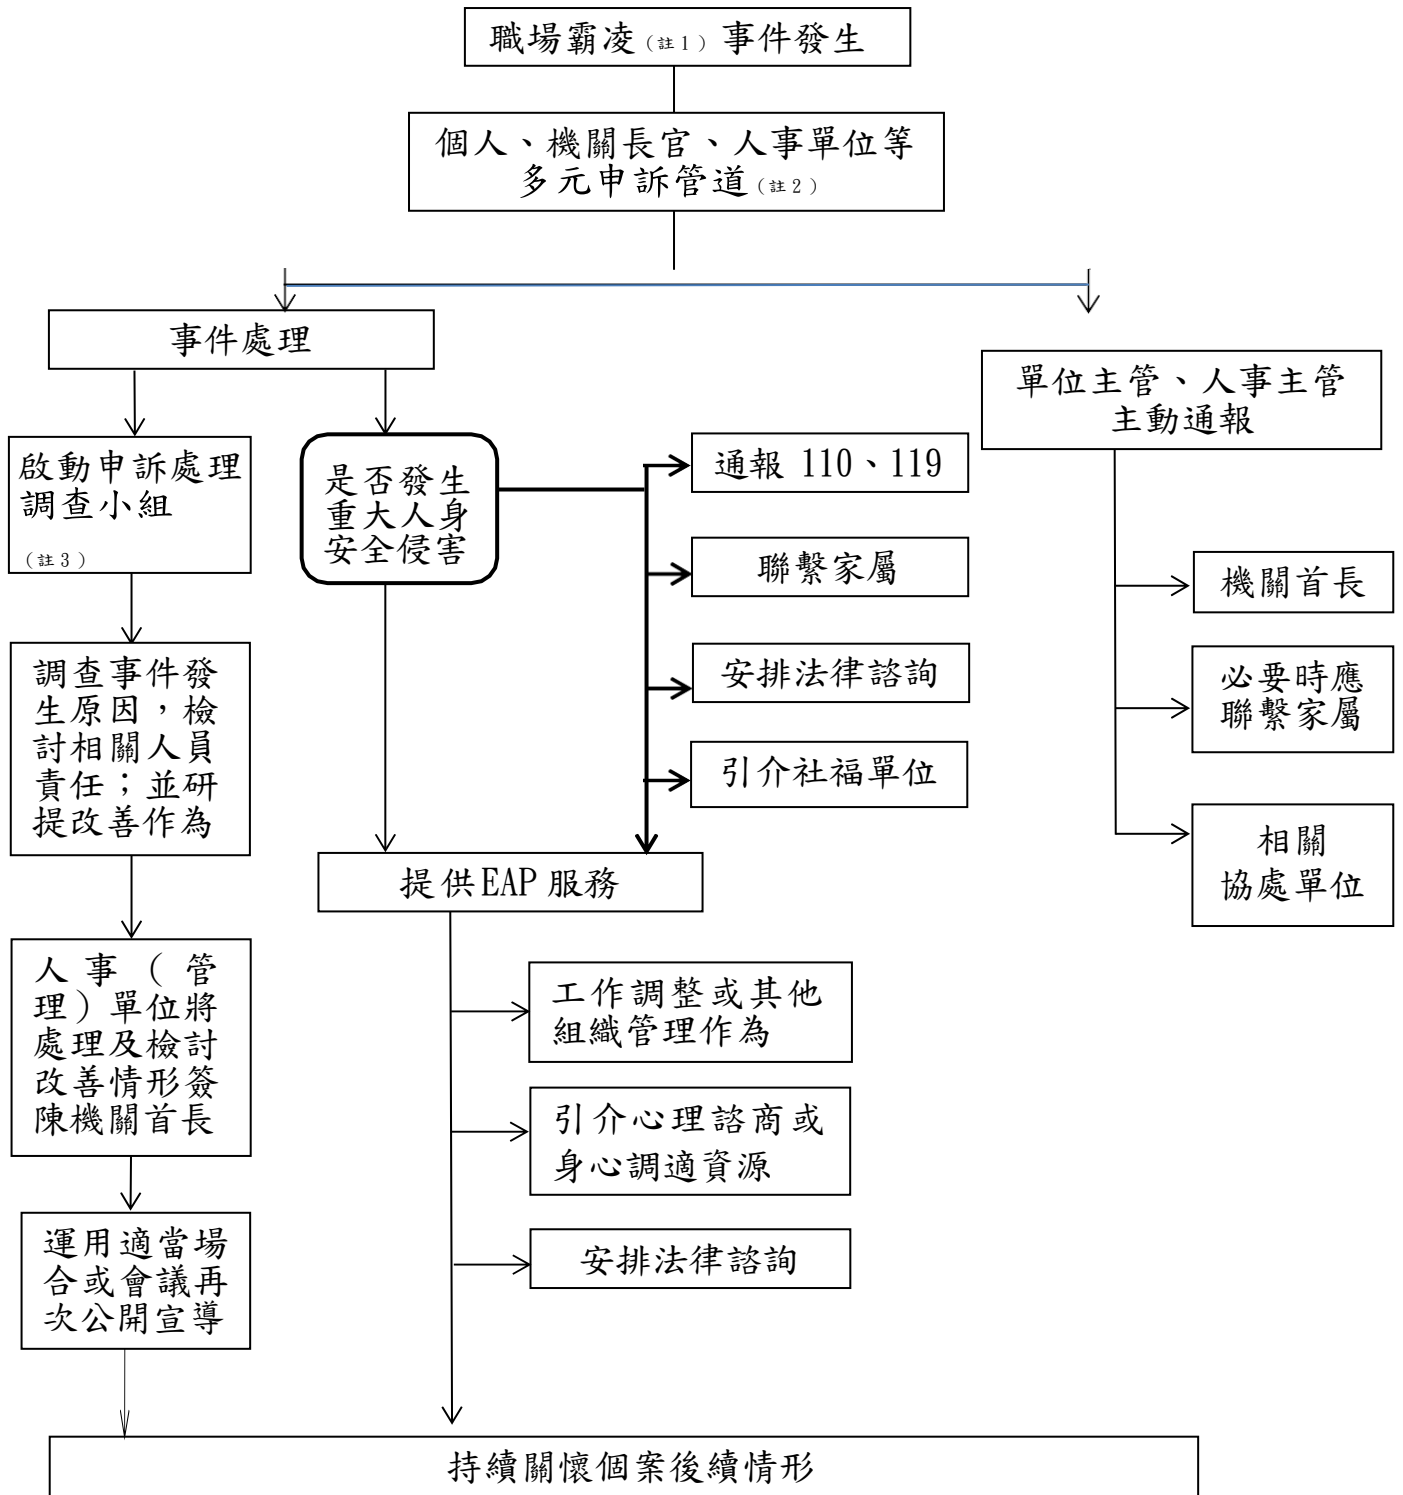 職場霸凌(註1)事件發生
個人、機關長官、人事單位等
多元申訴管道(註2)
事件處理
單位主管、人事主管
主動通報
啟動申訴處理
調查小組
(註3)
是否發生
重大人身
安全侵害
通報 110、119
聯繫家屬
安排法律諮詢
引介社福單位
機關首長
必要時應
聯繫家屬
相關
協處單位
調查事件發
生原因，檢
討相關人員
責任；並研
提改善作為
提供EAP服務
人事（管
理）單位將
處理及檢討
改善情形簽
陳機關首長
工作調整或其他
組織管理作為
引介心理諮商或
身心調適資源
安排法律諮詢
運用適當場
合或會議再
次公開宣導
持續關懷個案後續情形